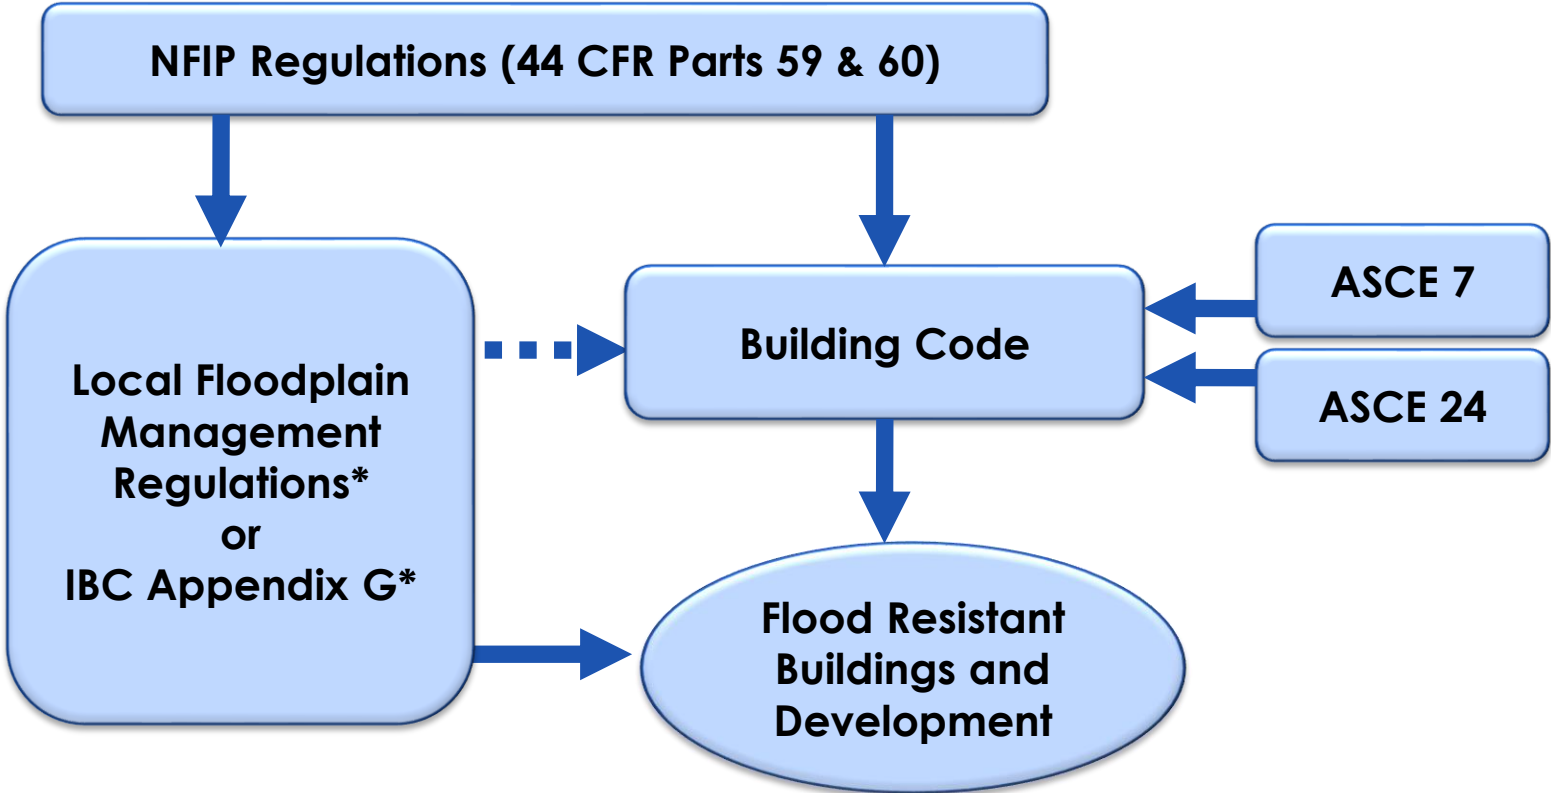 NFIP Regulations (44 CFR Parts 59 & 60)
Local Floodplain
Management
Regulations*
or
IBC Appendix G*
Building Code
ASCE 7
ASCE 24
Flood Resistant
Buildings and
Development